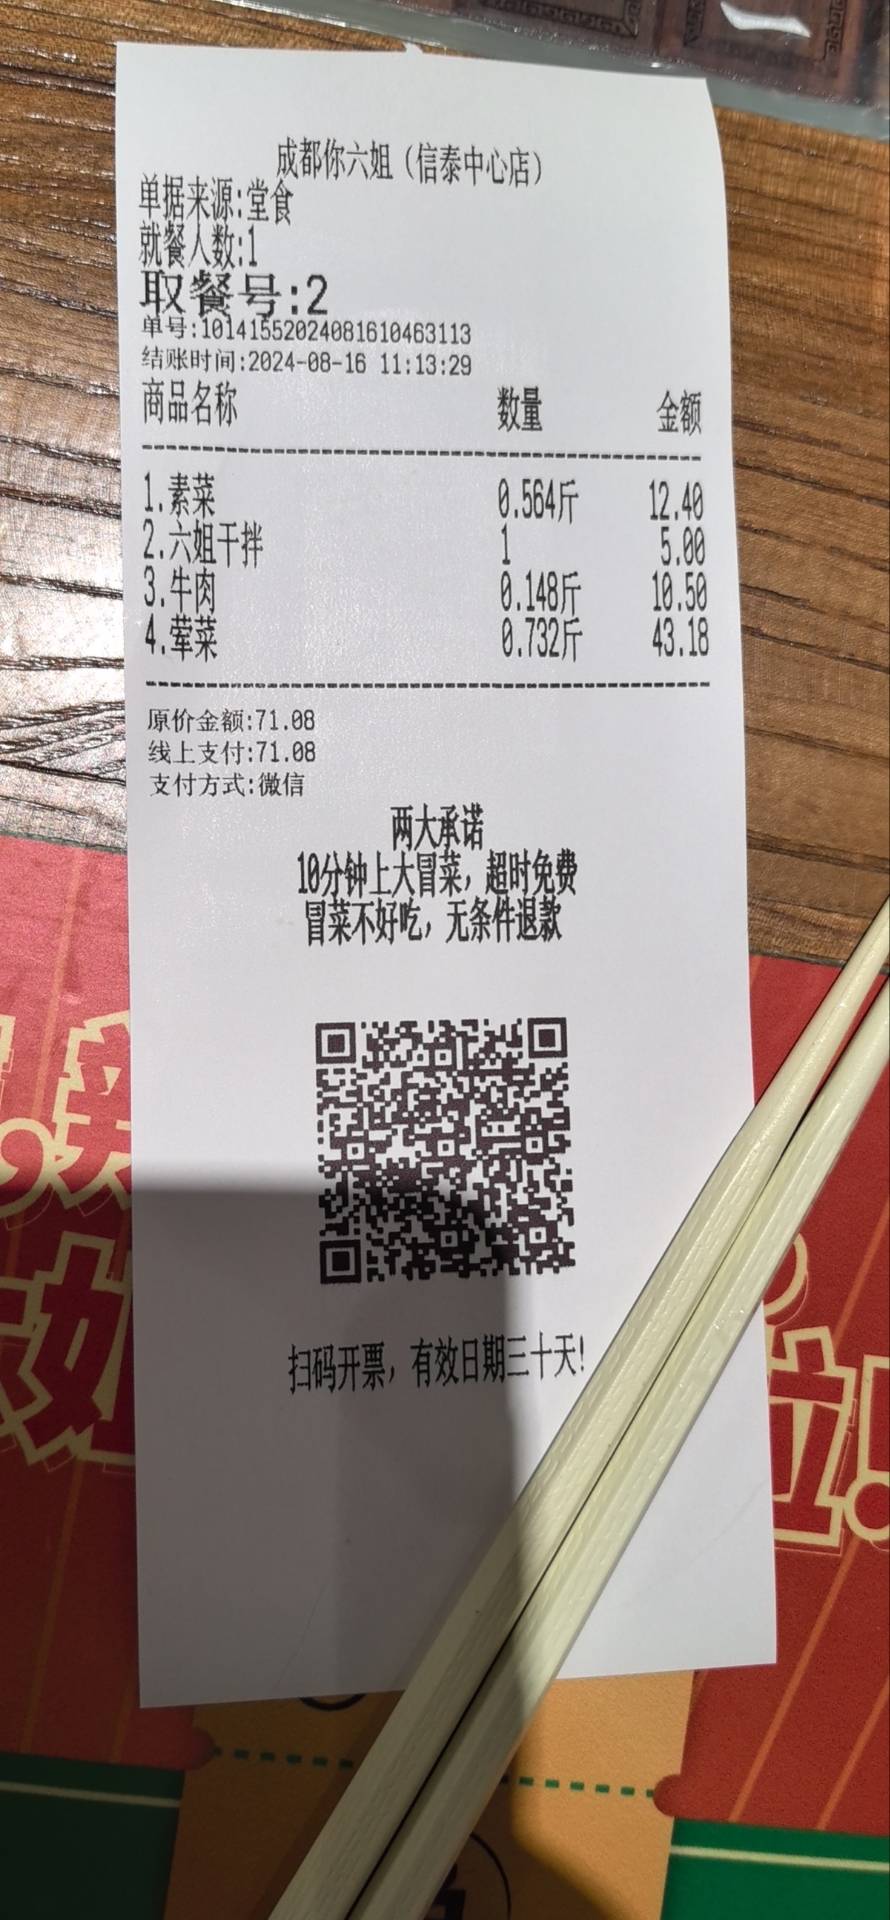 成都你六姐（信泰中心店）
单据来源:堂食
就餐人数:1
取餐号:2
单号:10141552024081610463113
结账时间:2024-08-16 11:13:29
商品名称 数量 金额
1.素菜 0.564斤 12.40
2.六姐干拌 1 5.00
3.牛肉 0.148斤 10.50
4.荤菜 0.732斤 43.18
原价金额:71.08
线上支付:71.08
支付方式:微信
两大承诺
10分钟上大冒菜，超时免费
冒菜不好吃，无条件退款
扫码开票，有效日期三十天!